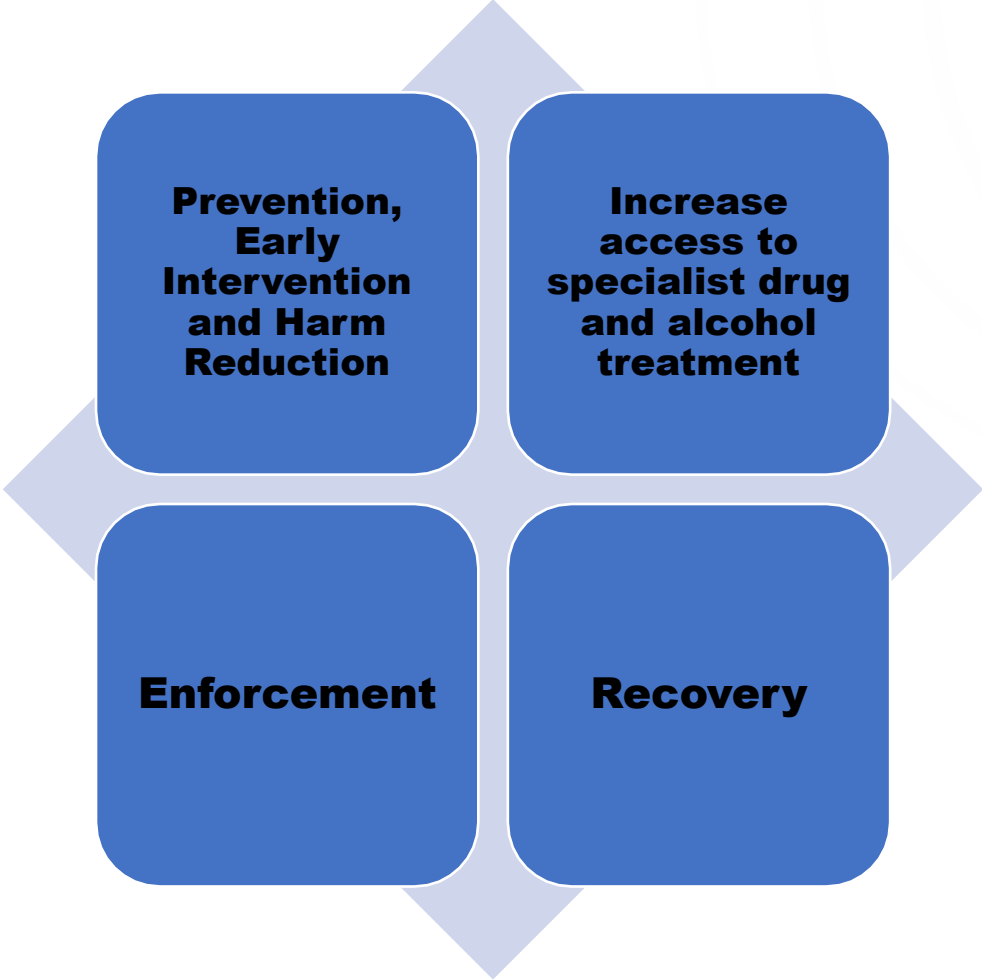 Prevention,
Early
Intervention
and Harm
Reduction
Increase
access to
specialist drug
and alcohol
treatment
Enforcement
Recovery